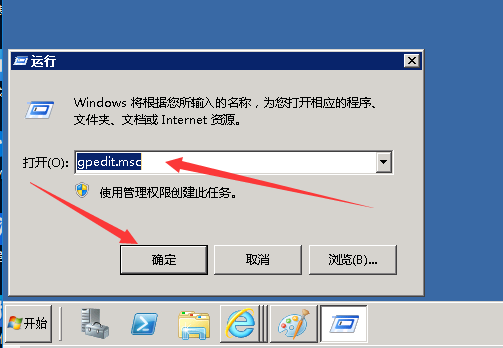 运行
Windows 将根据您所输入的名称，为您打开相应的程序、
文件夹、文档或 Internet 资源。
打开(O): gpedit.msc
使用管理权限创建此任务。
确定 取消 浏览(B)...
开始